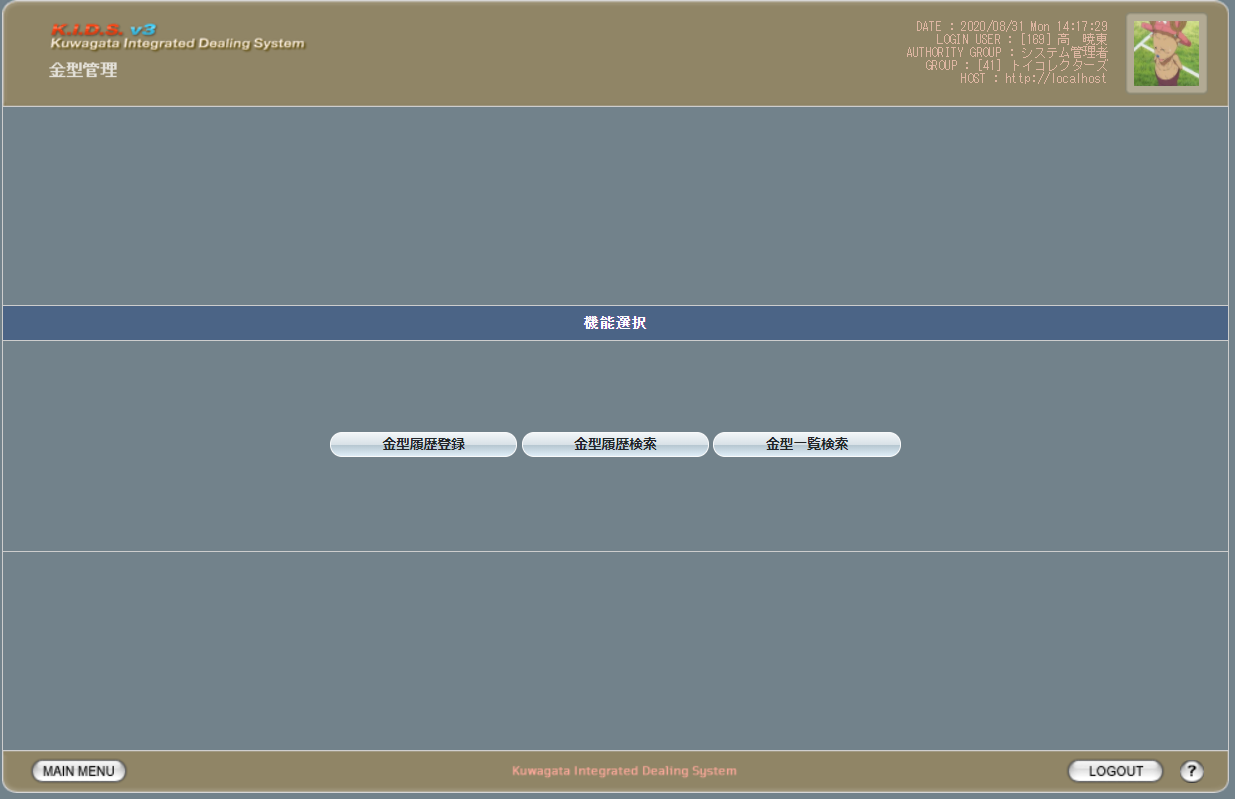 K.I.D.S. v3
Kuwagata Integrated Dealing System
金型管理
DATE : 2020/08/31 Mon 14:17:29
LOGIN USER : [169]高　暁東
AUTHORITY GROUP : システム管理者
GROUP : [41] トイコレクターズ
HOST : http://localhost
機能選択
金型履歴登録 金型履歴検索 金型一覧検索
MAIN MENU Kuwagata Integrated Dealing System LOGOUT ?